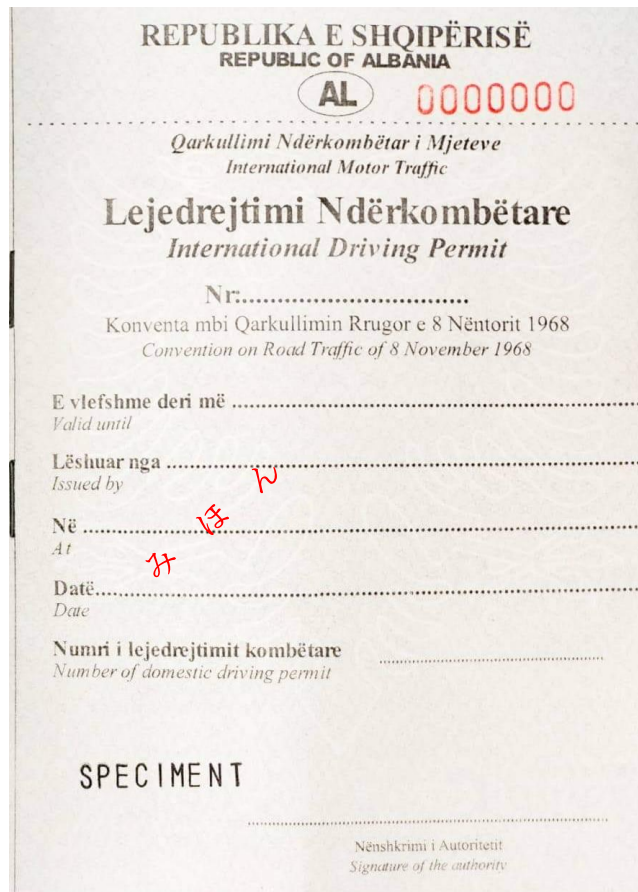 REPUBLIKA E SHQIPËRISË
REPUBLIC OF ALBANIA
AL 0000000
Qarkullimi Ndërkombëtar i Mjeteve
International Motor Traffic
Lejedrejtimi Ndërkombëtare
International Driving Permit
Nr:..................................
Konventa mbi Qarkullimin Rrugor e 8 Nëntorit 1968
Convention on Road Traffic of 8 November 1968
E vlefshme deri më ..................................
Valid until
Lëshuar nga ..................................
Issued by
Në ..................................
At
Datë..................................
Date
みほん
Numri i lejedrejtimit kombëtare ..................................
Number of domestic driving permit
SPECIMENT
Nënshkrimi i Autoritetit
Signature of the authority